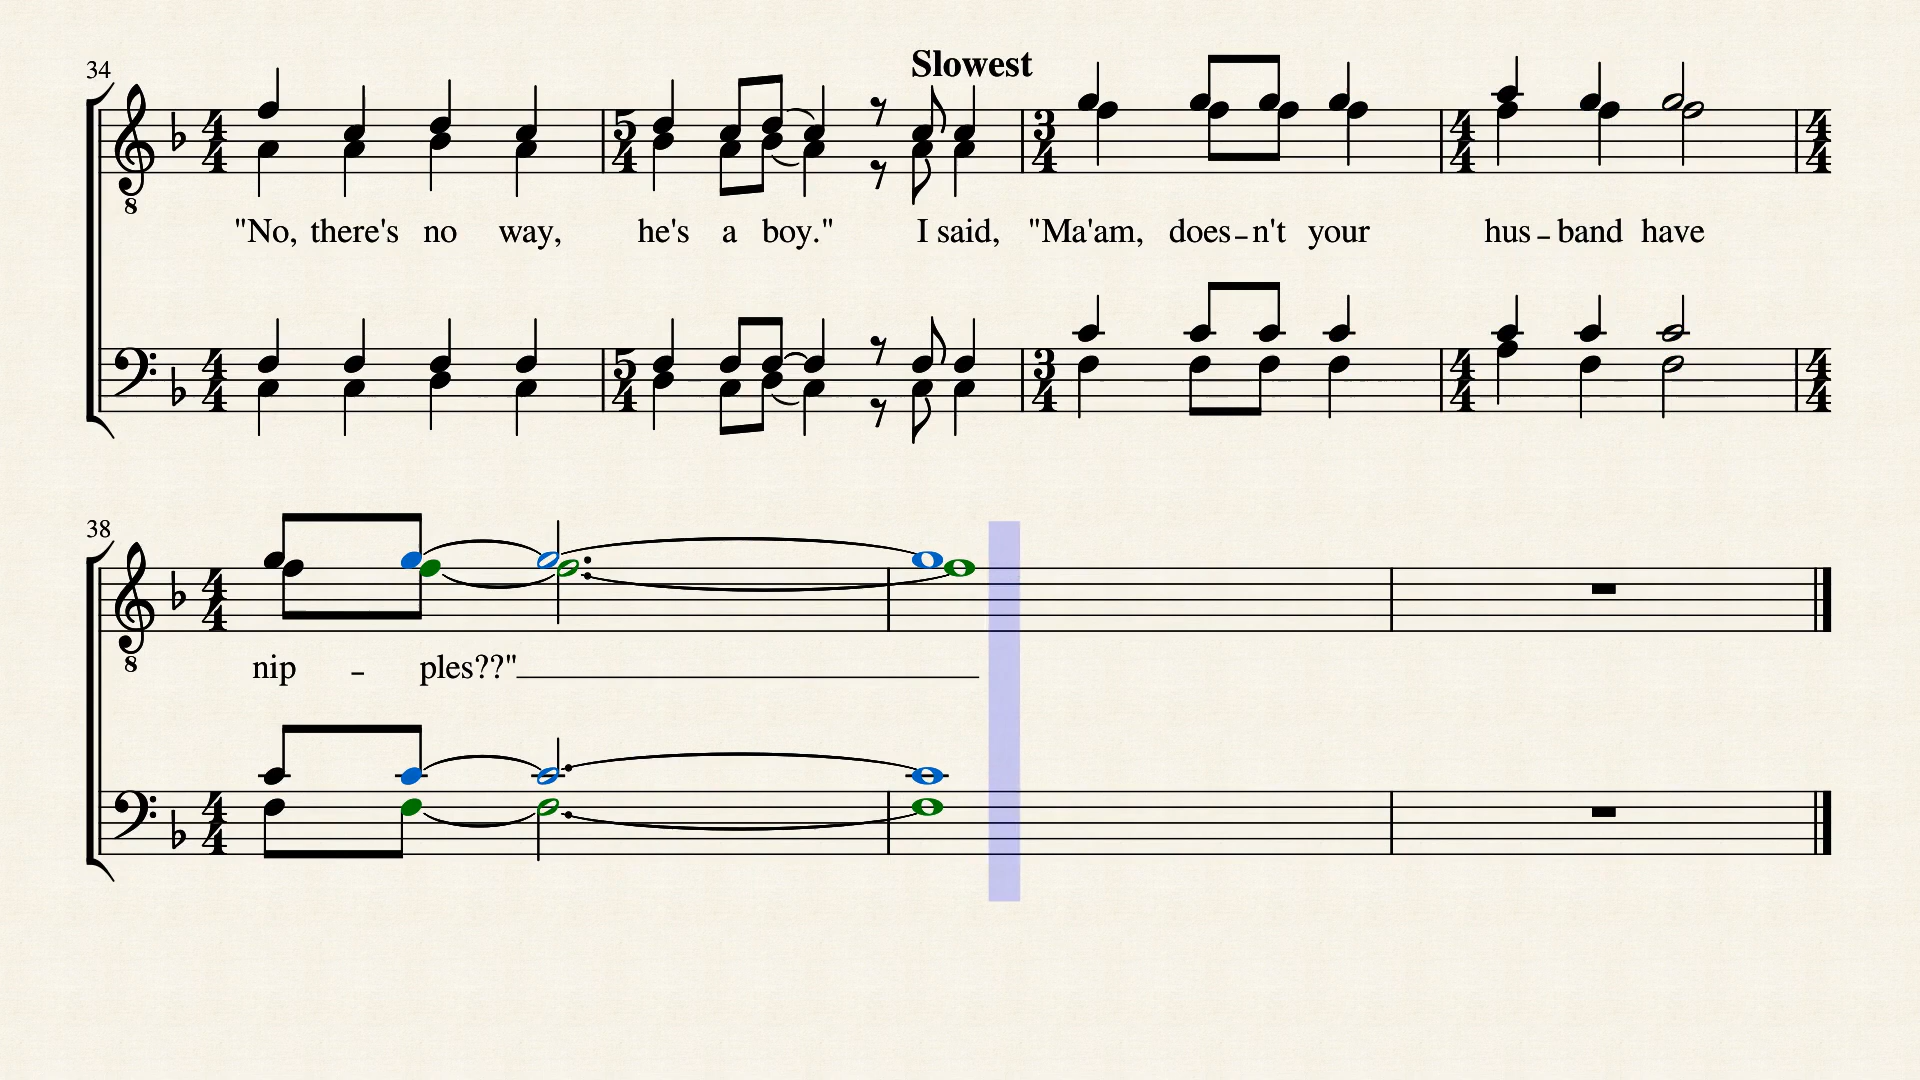 34
Slowest
"No, there's no way, he's a boy." I said, "Ma'am, does-n't your hus-band have
38
nip - ples??"